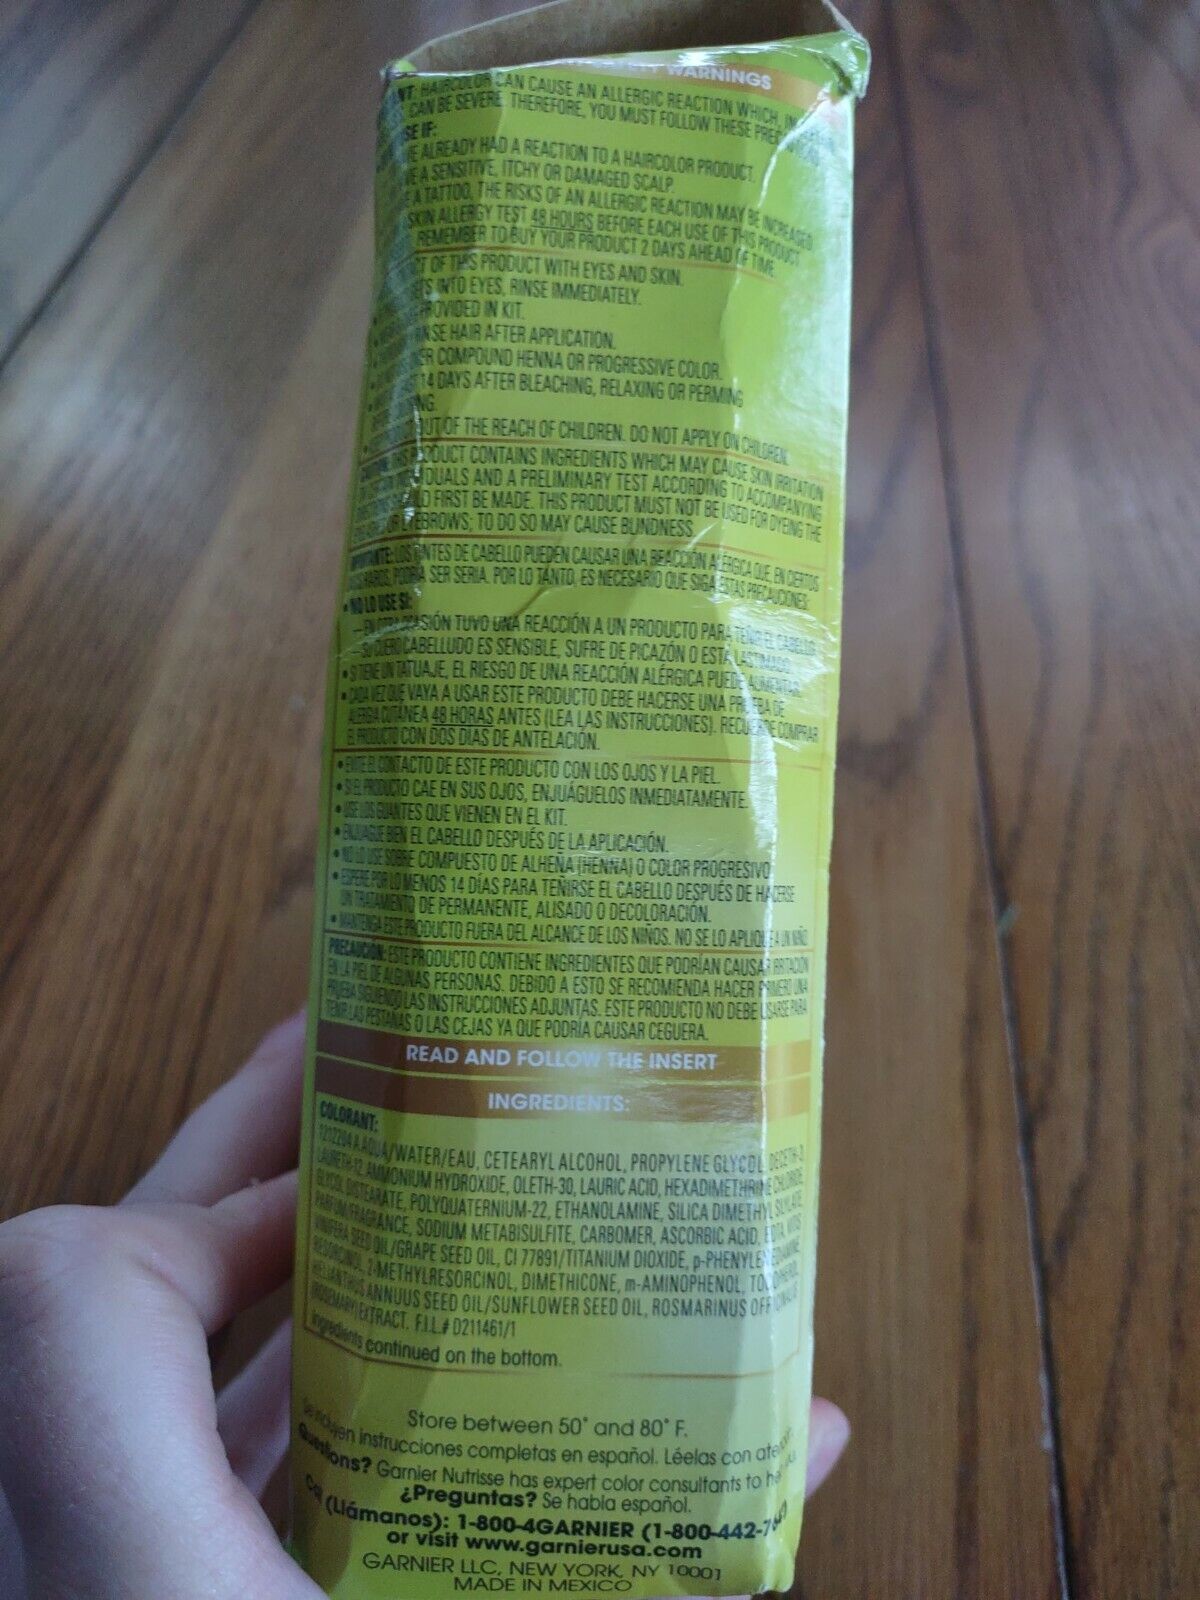 WARNINGS
HAIRCOLOR CAN CAUSE AN ALLERGIC REACTION WHICH, IN
CAN BE SEVERE. THEREFORE, YOU MUST FOLLOW THESE
SE IF:
ALREADY HAD A REACTION TO A HAIRCOLOR PRODUCT.
A SENSITIVE, ITCHY OR DAMAGED SCALP.
A TATTOO, THE RISKS OF AN ALLERGIC REACTION MAY BE INCREASED
SKIN ALLERGY TEST 48 HOURS BEFORE EACH USE OF THIS PRODUCT
REMEMBER TO BUY YOUR PRODUCT 2 DAYS AHEAD OF TIME.
OF THIS PRODUCT WITH EYES AND SKIN.
INTO EYES, RINSE IMMEDIATELY.
PROVIDED IN KIT.
HAIR AFTER APPLICATION.
COMPOUND HENNA OR PROGRESSIVE COLOR.
14 DAYS AFTER BLEACHING, RELAXING OR PERMING
OUT OF THE REACH OF CHILDREN. DO NOT APPLY ON CHILDREN.
PRODUCT CONTAINS INGREDIENTS WHICH MAY CAUSE SKIN IRRITATION
AND A PRELIMINARY TEST ACCORDING TO ACCOMPANYING
FIRST BE MADE. THIS PRODUCT MUST NOT BE USED FOR DYEING THE
EYEBROWS; TO DO SO MAY CAUSE BLINDNESS.
LOS TINTES DE CABELLO PUEDEN CAUSAR UNA REACCIÓN ALÉRGICA QUE, EN CIERTOS
RAROS, PODRÍA SER SERIA. POR LO TANTO, ES NECESARIO QUE SIGA ESTAS PRECAUCIONES:
• NO LO USE SI:
– EN OTRA OCASIÓN TUVO UNA REACCIÓN A UN PRODUCTO PARA TEÑIR EL CABELLO.
– SU CUERO CABELLUDO ES SENSIBLE, SUFRE DE PICAZÓN O ESTÁ LASTIMADO.
• SI TIENE UN TATUAJE, EL RIESGO DE UNA REACCIÓN ALÉRGICA PUEDE AUMENTAR.
• CADA VEZ QUE VAYA A USAR ESTE PRODUCTO DEBE HACERSE UNA PRUEBA DE
ALERGIA CUTÁNEA 48 HORAS ANTES (LEA LAS INSTRUCCIONES). RECUERDE COMPRAR
EL PRODUCTO CON DOS DÍAS DE ANTELACIÓN.
• EVITE EL CONTACTO DE ESTE PRODUCTO CON LOS OJOS Y LA PIEL.
• SI EL PRODUCTO CAE EN SUS OJOS, ENJUÁGUELOS INMEDIATAMENTE.
• USE LOS GUANTES QUE VIENEN EN EL KIT.
• ENJUAGUE BIEN EL CABELLO DESPUÉS DE LA APLICACIÓN.
• NO LO USE SOBRE COMPUESTO DE ALHEÑA (HENNA) O COLOR PROGRESIVO
• ESPERE POR LO MENOS 14 DÍAS PARA TEÑIRSE EL CABELLO DESPUÉS DE HACERSE
UN TRATAMIENTO DE PERMANENTE, ALISADO O DECOLORACIÓN.
• MANTENGA ESTE PRODUCTO FUERA DEL ALCANCE DE LOS NIÑOS. NO SE LO APLIQUE A UN NIÑO.
PRECAUCIÓN: ESTE PRODUCTO CONTIENE INGREDIENTES QUE PODRÍAN CAUSAR IRRITACIÓN
EN LA PIEL DE ALGUNAS PERSONAS. DEBIDO A ESTO SE RECOMIENDA HACER PRIMERO UNA
PRUEBA SIGUIENDO LAS INSTRUCCIONES ADJUNTAS. ESTE PRODUCTO NO DEBE USARSE PARA
TEÑIR LAS PESTAÑAS O LAS CEJAS YA QUE PODRÍA CAUSAR CEGUERA.
READ AND FOLLOW THE INSERT
INGREDIENTS:
COLORANT:
1212204 A AQUA/WATER/EAU, CETEARYL ALCOHOL, PROPYLENE GLYCOL, DECETH-3,
LAURETH-12, AMMONIUM HYDROXIDE, OLETH-30, LAURIC ACID, HEXADIMETHRINE CHLORIDE,
GLYCOL DISTEARATE, POLYQUATERNIUM-22, ETHANOLAMINE, SILICA DIMETHYL SILYLATE,
PARFUM/FRAGRANCE, SODIUM METABISULFITE, CARBOMER, ASCORBIC ACID, EDTA, VITIS
VINIFERA SEED OIL/GRAPE SEED OIL, CI 77891/TITANIUM DIOXIDE, p-PHENYLENEDIAMINE,
RESORCINOL, 2-METHYLRESORCINOL, DIMETHICONE, m-AMINOPHENOL, TOCOPHEROL,
HELIANTHUS ANNUUS SEED OIL/SUNFLOWER SEED OIL, ROSMARINUS OFFICINALIS
(ROSEMARY) EXTRACT. F.I.L.# D211461/1
Ingredients continued on the bottom.
Store between 50° and 80° F.
Se incluyen instrucciones completas en español. Léelas con
Questions? Garnier Nutrisse has expert color consultants to
¿Preguntas? Se habla español.
Call (Llámanos): 1-800-4GARNIER (1-800-442-7643)
or visit www.garnierusa.com
GARNIER LLC, NEW YORK, NY 10001
MADE IN MEXICO